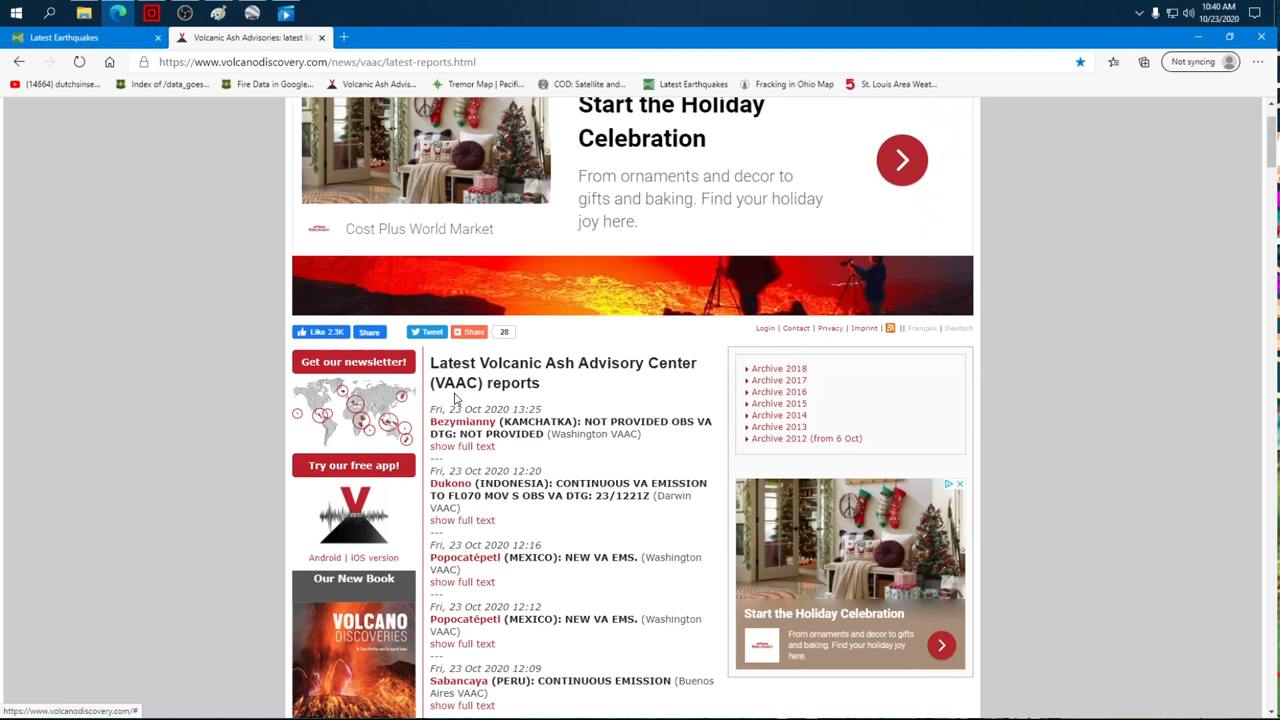 10:40 AM
10/23/2020
Latest Earthquakes
Volcanic Ash Advisories: latest li
https://www.volcanodiscovery.com/news/vaac/latest-reports.html
Not syncing
(14664) dutchsinse...
Index of /data_goes...
Fire Data in Google...
Volcanic Ash Advis...
Tremor Map | Pacifi...
COD: Satellite and...
Latest Earthquakes
Fracking in Ohio Map
St. Louis Area Weat...
Start the Holiday
Celebration
From ornaments and decor to
gifts and baking. Find your holiday
joy here.
Cost Plus World Market
Like 2.3K
Share
Tweet
Share
28
Login | Contact | Privacy | Imprint | || Français | Deutsch
Get our newsletter!
Try our free app!
Android | iOS version
Our New Book
VOLCANO
DISCOVERIES
Latest Volcanic Ash Advisory Center
(VAAC) reports
Fri, 23 Oct 2020 13:25
Bezymianny (KAMCHATKA): NOT PROVIDED OBS VA
DTG: NOT PROVIDED (Washington VAAC)
show full text
---
Fri, 23 Oct 2020 12:20
Dukono (INDONESIA): CONTINUOUS VA EMISSION
TO FL070 MOV S OBS VA DTG: 23/1221Z (Darwin
VAAC)
show full text
---
Fri, 23 Oct 2020 12:16
Popocatépetl (MEXICO): NEW VA EMS. (Washington
VAAC)
show full text
---
Fri, 23 Oct 2020 12:12
Popocatépetl (MEXICO): NEW VA EMS. (Washington
VAAC)
show full text
---
Fri, 23 Oct 2020 12:09
Sabancaya (PERU): CONTINUOUS EMISSION (Buenos
Aires VAAC)
show full text
Archive 2018
Archive 2017
Archive 2016
Archive 2015
Archive 2014
Archive 2013
Archive 2012 (from 6 Oct)
Start the Holiday Celebration
From ornaments and decor to gifts
and baking. Find your holiday joy
here.
https://www.volcanodiscovery.com/#